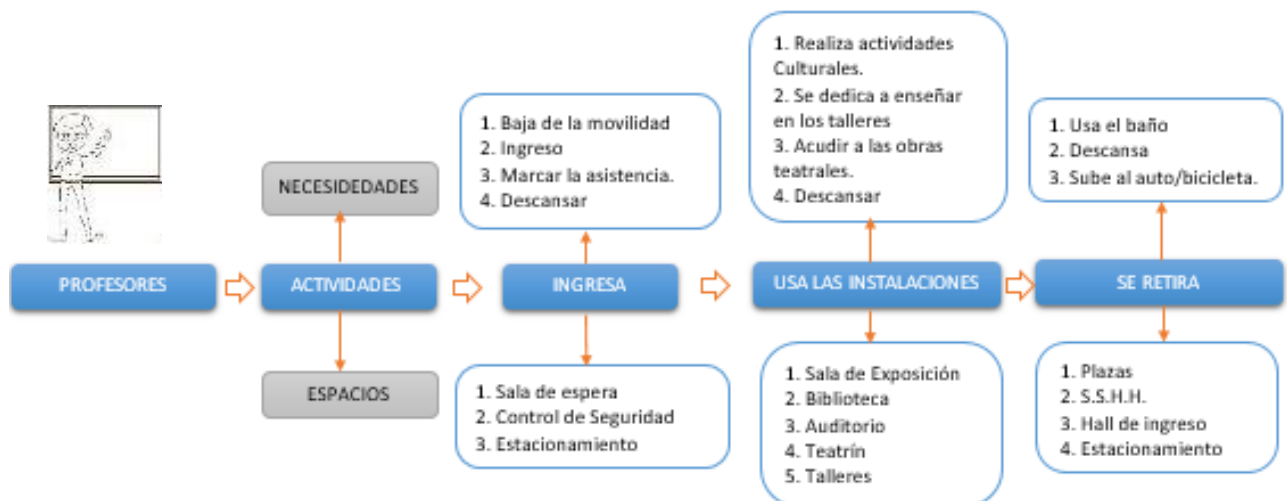 1. Realiza actividades
Culturales.
2. Se dedica a enseñar
en los talleres
3. Acudir a las obras
teatrales.
4. Descansar
1. Baja de la movilidad
2. Ingreso
3. Marcar la asistencia.
4. Descansar
1. Usa el baño
2. Descansa
3. Sube al auto/bicicleta.
NECESIDEDADES
PROFESORES
ACTIVIDADES
INGRESA
USA LAS INSTALACIONES
SE RETIRA
ESPACIOS
1. Sala de espera
2. Control de Seguridad
3. Estacionamiento
1. Sala de Exposición
2. Biblioteca
3. Auditorio
4. Teatrín
5. Talleres
1. Plazas
2. S.S.H.H.
3. Hall de ingreso
4. Estacionamiento